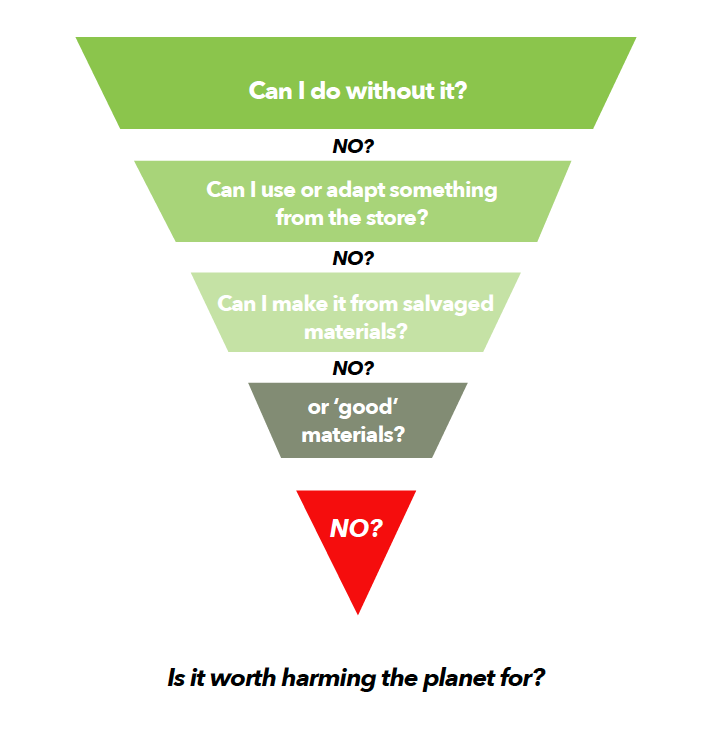 Can I do without it?
NO?
Can I use or adapt something
from the store?
NO?
Can I make it from salvaged
materials?
NO?
or ‘good’
materials?
NO?
Is it worth harming the planet for?